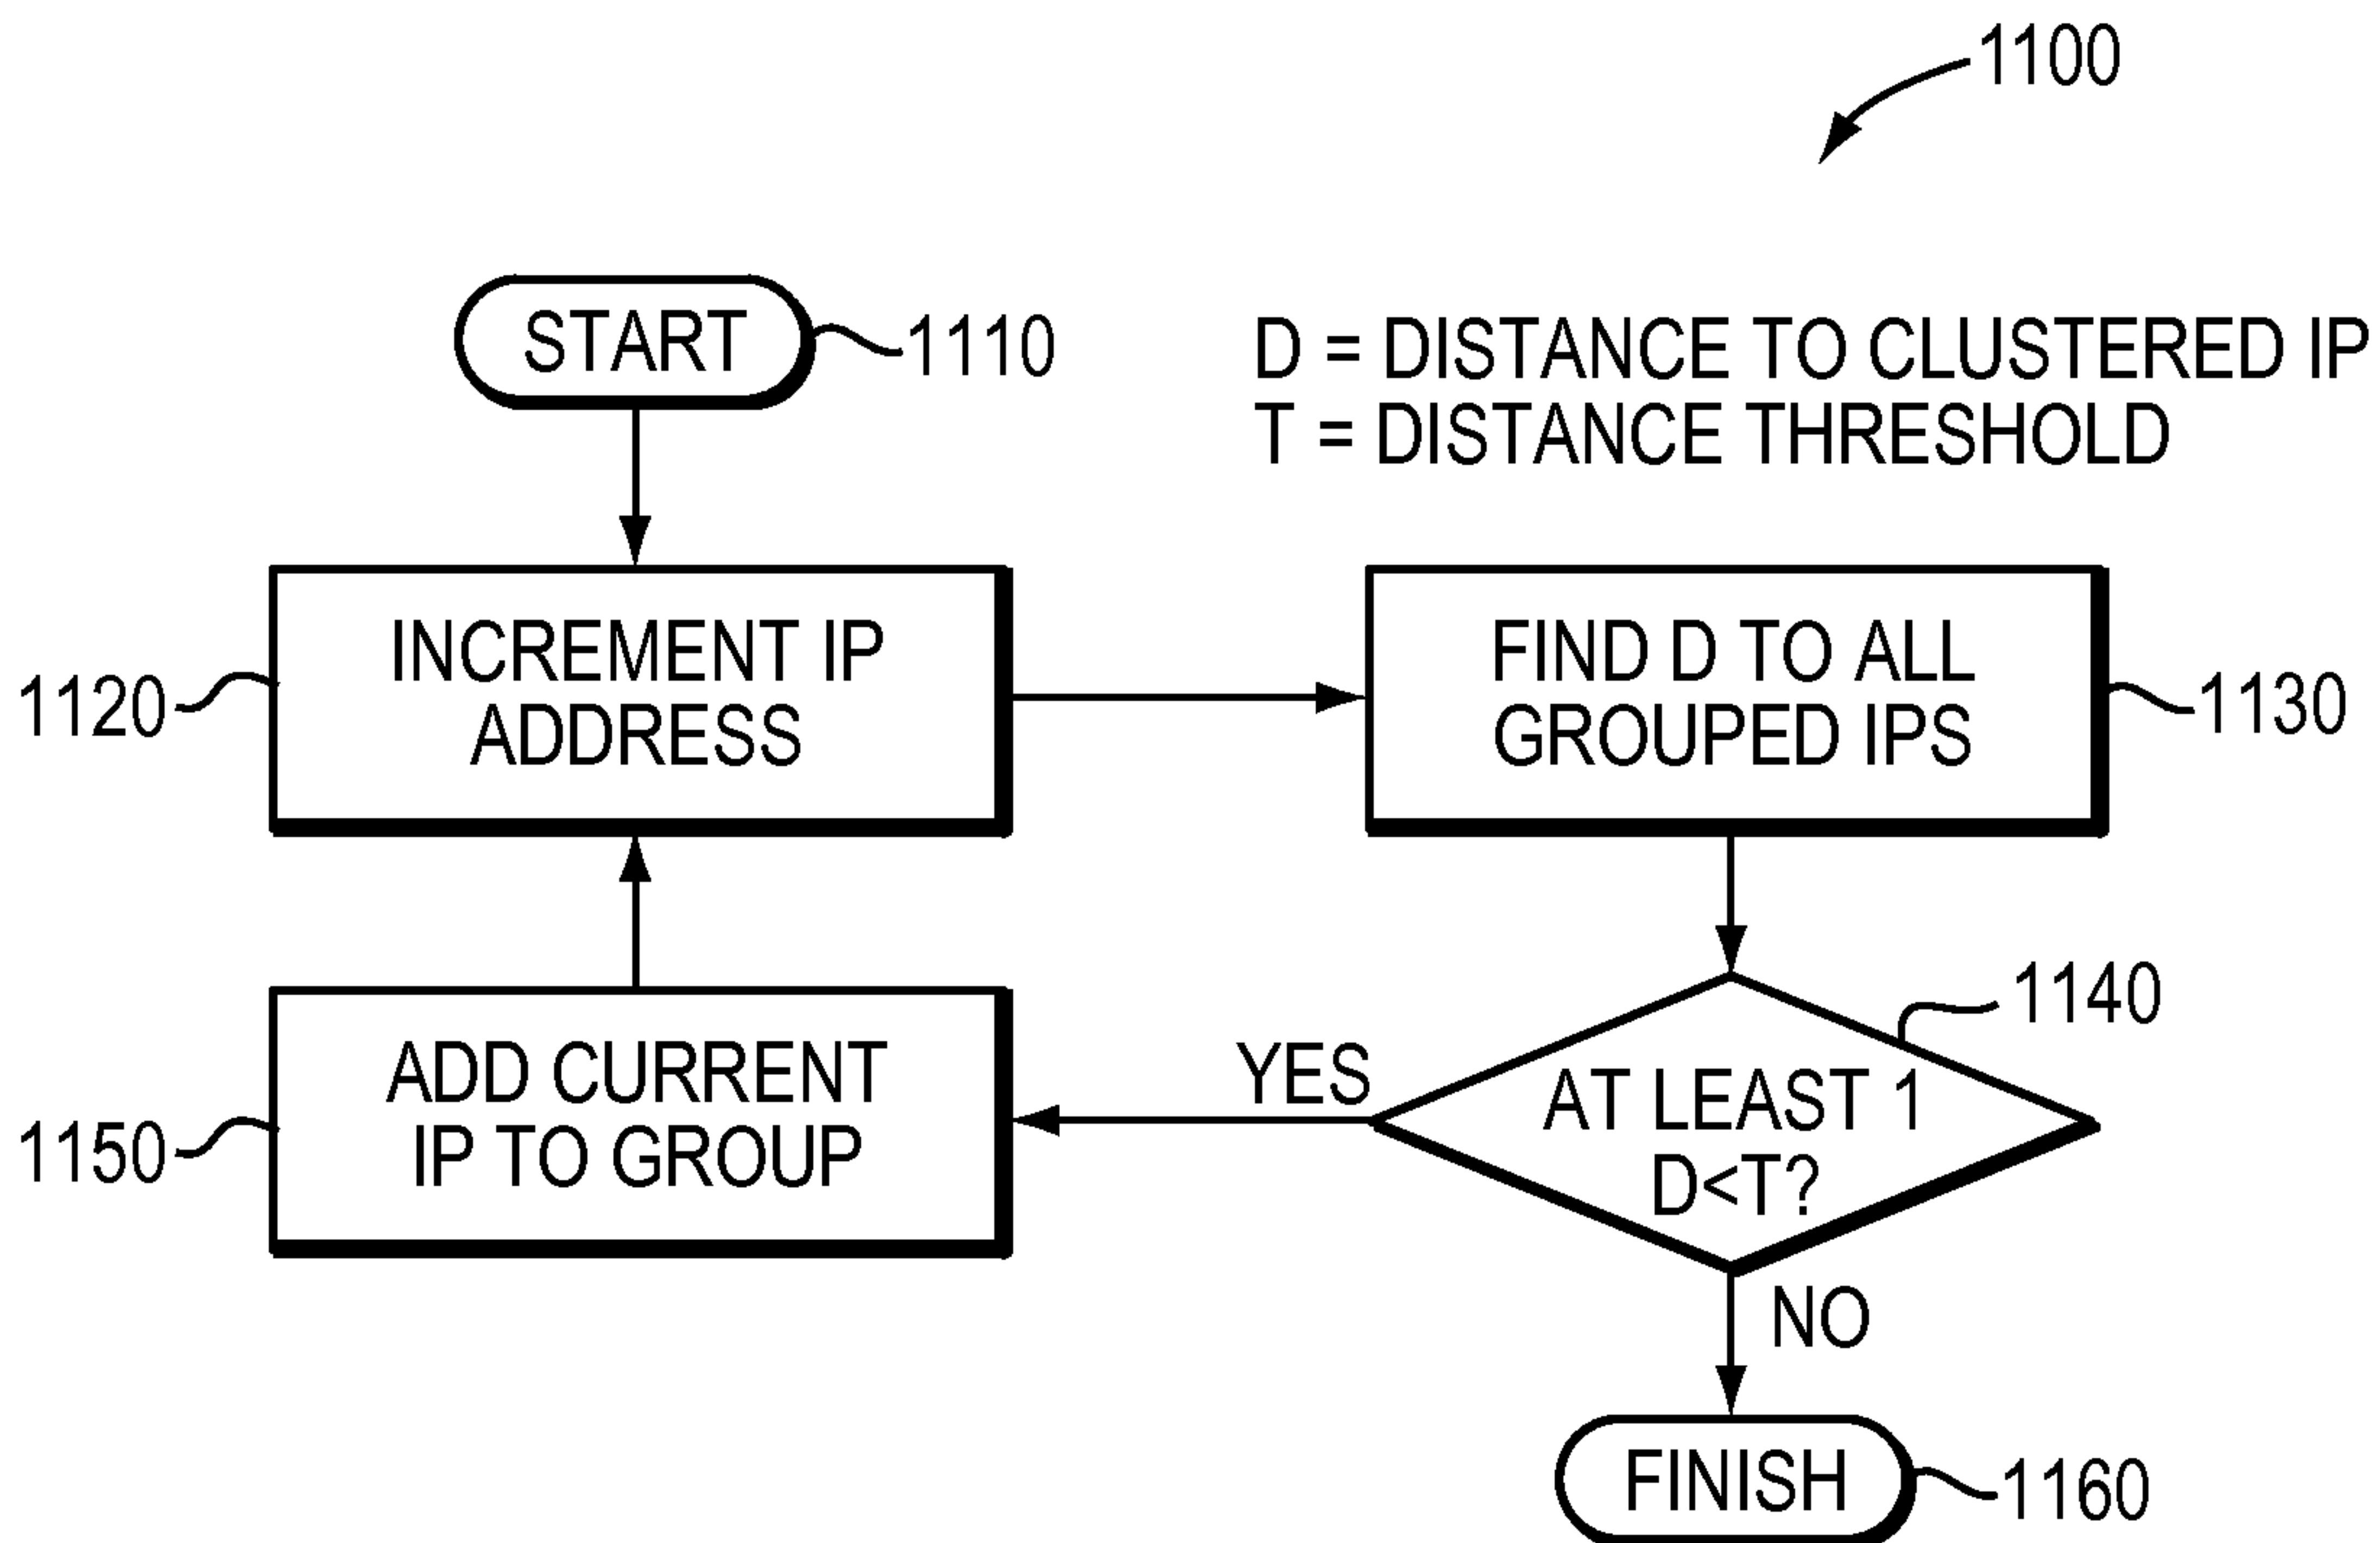 1100
START
1110
D = DISTANCE TO CLUSTERED IP
T = DISTANCE THRESHOLD
INCREMENT IP
ADDRESS
1120
FIND D TO ALL
GROUPED IPS
1130
1140
AT LEAST 1
D<T?
YES
ADD CURRENT
IP TO GROUP
1150
NO
FINISH
1160